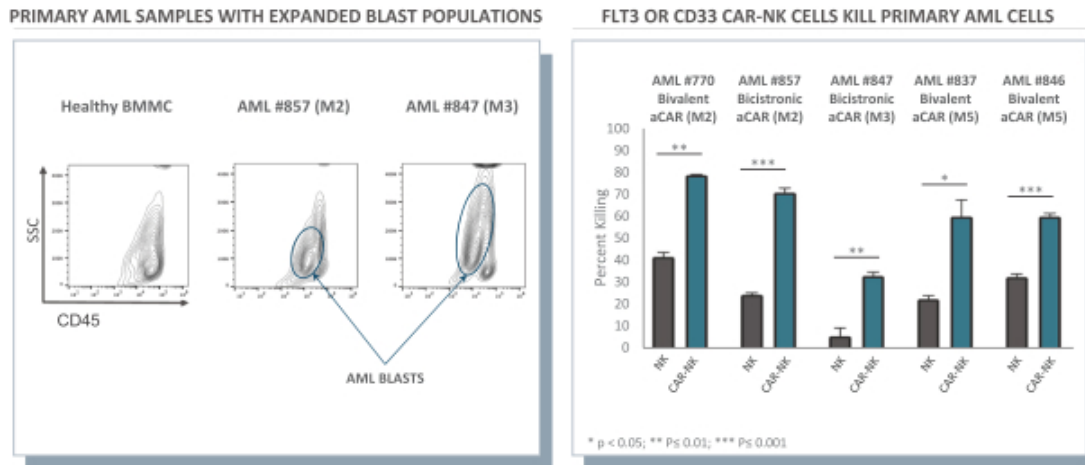 PRIMARY AML SAMPLES WITH EXPANDED BLAST POPULATIONS
Healthy BMMC
AML #857 (M2)
AML #847 (M3)
SSC
CD45
AML BLASTS
FLT3 OR CD33 CAR-NK CELLS KILL PRIMARY AML CELLS
AML #770
Bivalent
aCAR (M2)
AML #857
Bicistronic
aCAR (M2)
AML #847
Bicistronic
aCAR (M3)
AML #837
Bivalent
aCAR (M5)
AML #846
Bivalent
aCAR (M5)
Percent Killing
100
90
80
70
60
50
40
30
20
10
0
**
***
**
*
***
NK
CAR-NK
NK
CAR-NK
NK
CAR-NK
NK
CAR-NK
NK
CAR-NK
* p < 0.05; ** P≤ 0.01; *** P≤ 0.001